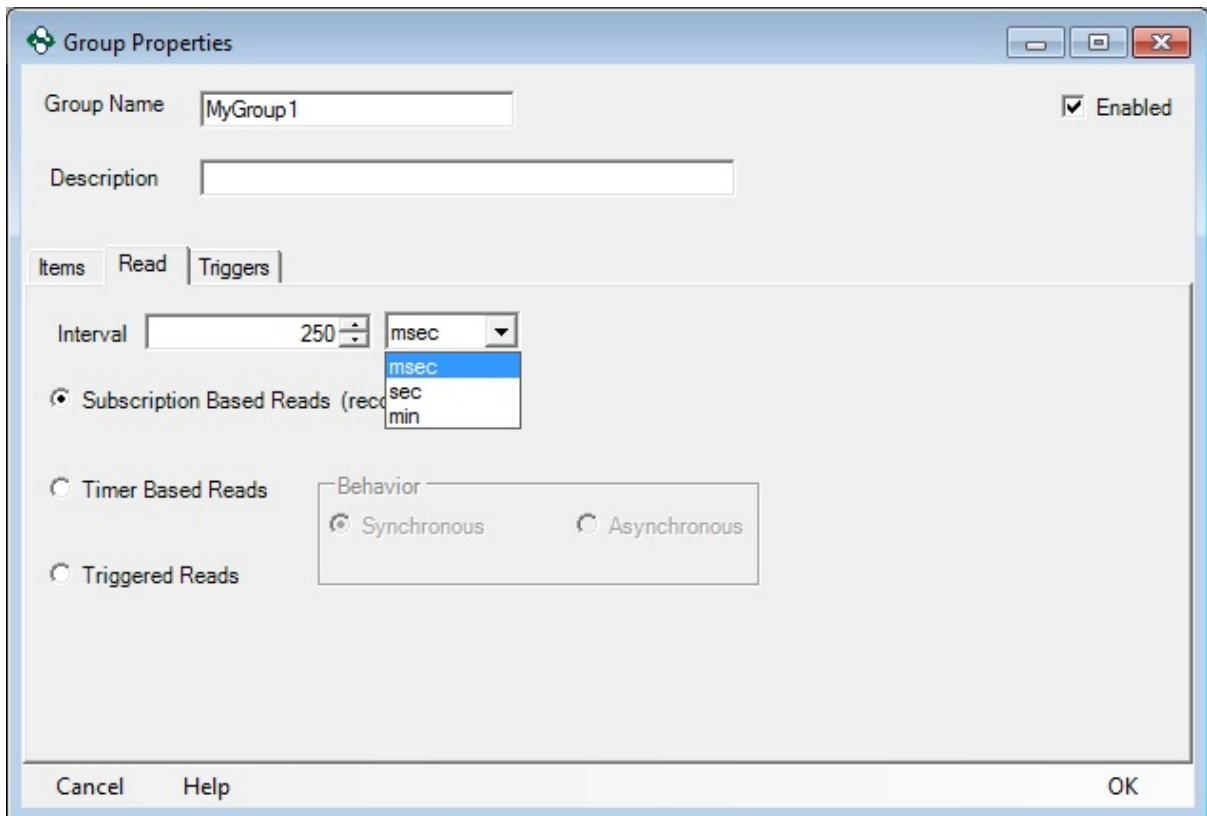 Group Properties
Group Name MyGroup1 Enabled
Description
Items Read Triggers
Interval 250 msec
msec
Subscription Based Reads
sec
min
Timer Based Reads
Behavior
Synchronous Asynchronous
Triggered Reads
Cancel Help OK